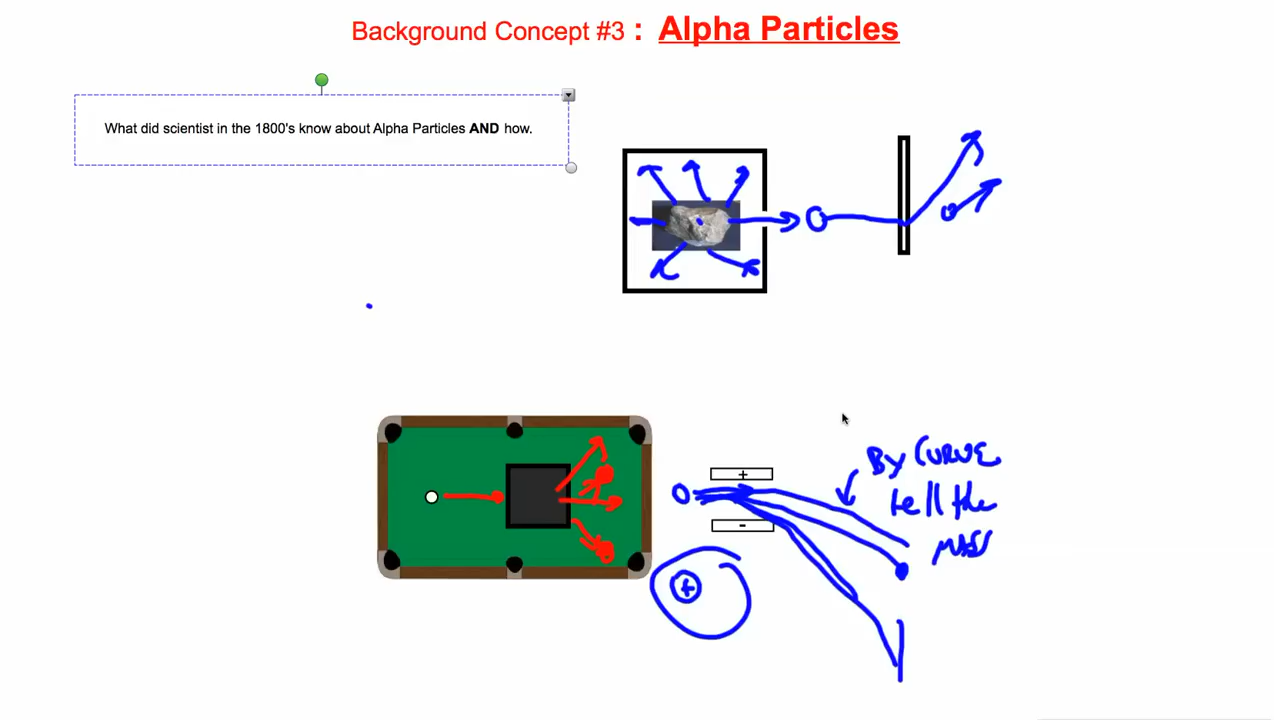 Background Concept #3 : Alpha Particles
What did scientist in the 1800's know about Alpha Particles AND how.
+
-
+
By CURVE
tell the
MASS